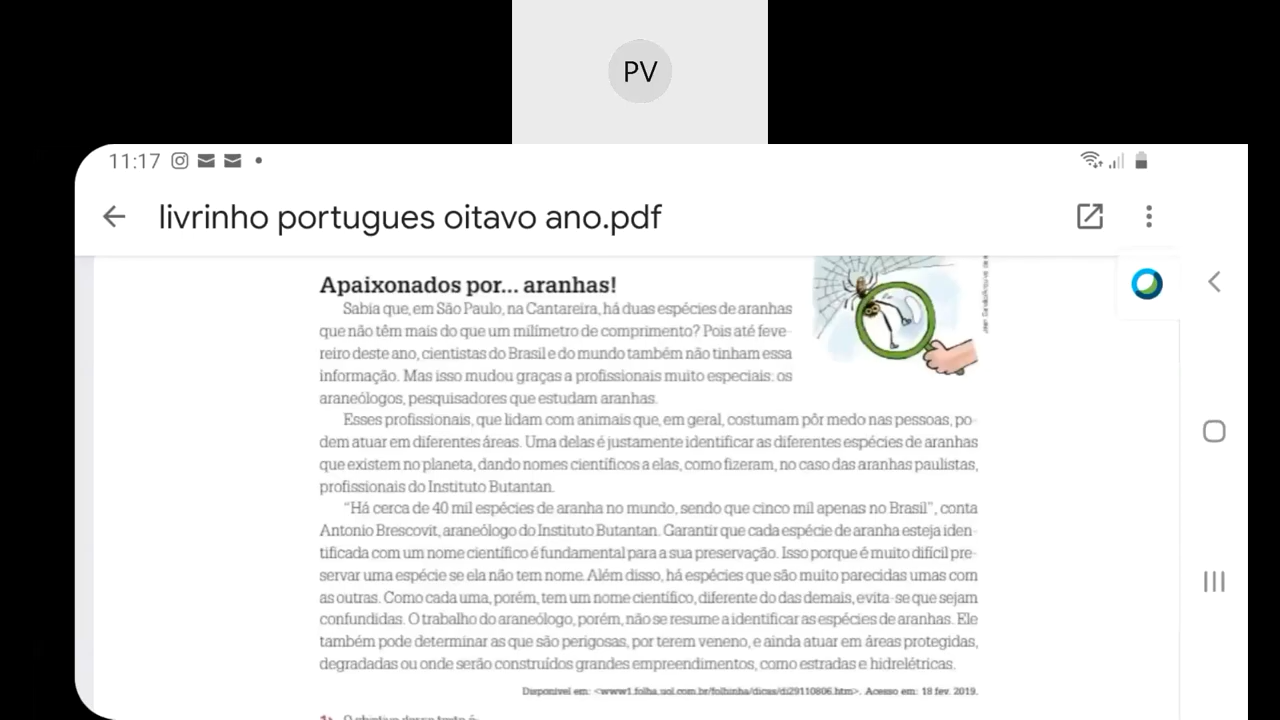 PV
11:17
livrinho portugues oitavo ano.pdf
Apaixonados por... aranhas!
Sabia que, em São Paulo, na Cantareira, há duas espécies de aranhas
que não têm mais do que um milímetro de comprimento? Pois até feve-
reiro deste ano, cientistas do Brasil e do mundo também não tinham essa
informação. Mas isso mudou graças a profissionais muito especiais: os
araneólogos, pesquisadores que estudam aranhas.
Esses profissionais, que lidam com animais que, em geral, costumam pôr medo nas pessoas, po-
dem atuar em diferentes áreas. Uma delas é justamente identificar as diferentes espécies de aranhas
que existem no planeta, dando nomes científicos a elas, como fizeram, no caso das aranhas paulistas,
profissionais do Instituto Butantan.
“Há cerca de 40 mil espécies de aranha no mundo, sendo que cinco mil apenas no Brasil”, conta
Antonio Brescovit, araneólogo do Instituto Butantan. Garantir que cada espécie de aranha esteja iden-
tificada com um nome científico é fundamental para a sua preservação. Isso porque é muito difícil pre-
servar uma espécie se ela não tem nome. Além disso, há espécies que são muito parecidas umas com
as outras. Como cada uma, porém, tem um nome científico, diferente do das demais, evita-se que sejam
confundidas. O trabalho do araneólogo, porém, não se resume a identificar as espécies de aranhas. Ele
também pode determinar as que são perigosas, por terem veneno, e ainda atuar em áreas protegidas,
degradadas ou onde serão construídos grandes empreendimentos, como estradas e hidrelétricas.
Disponível em: <www1.folha.uol.com.br/folhinha/dicas/di29110806.htm>. Acesso em: 18 fev. 2019.